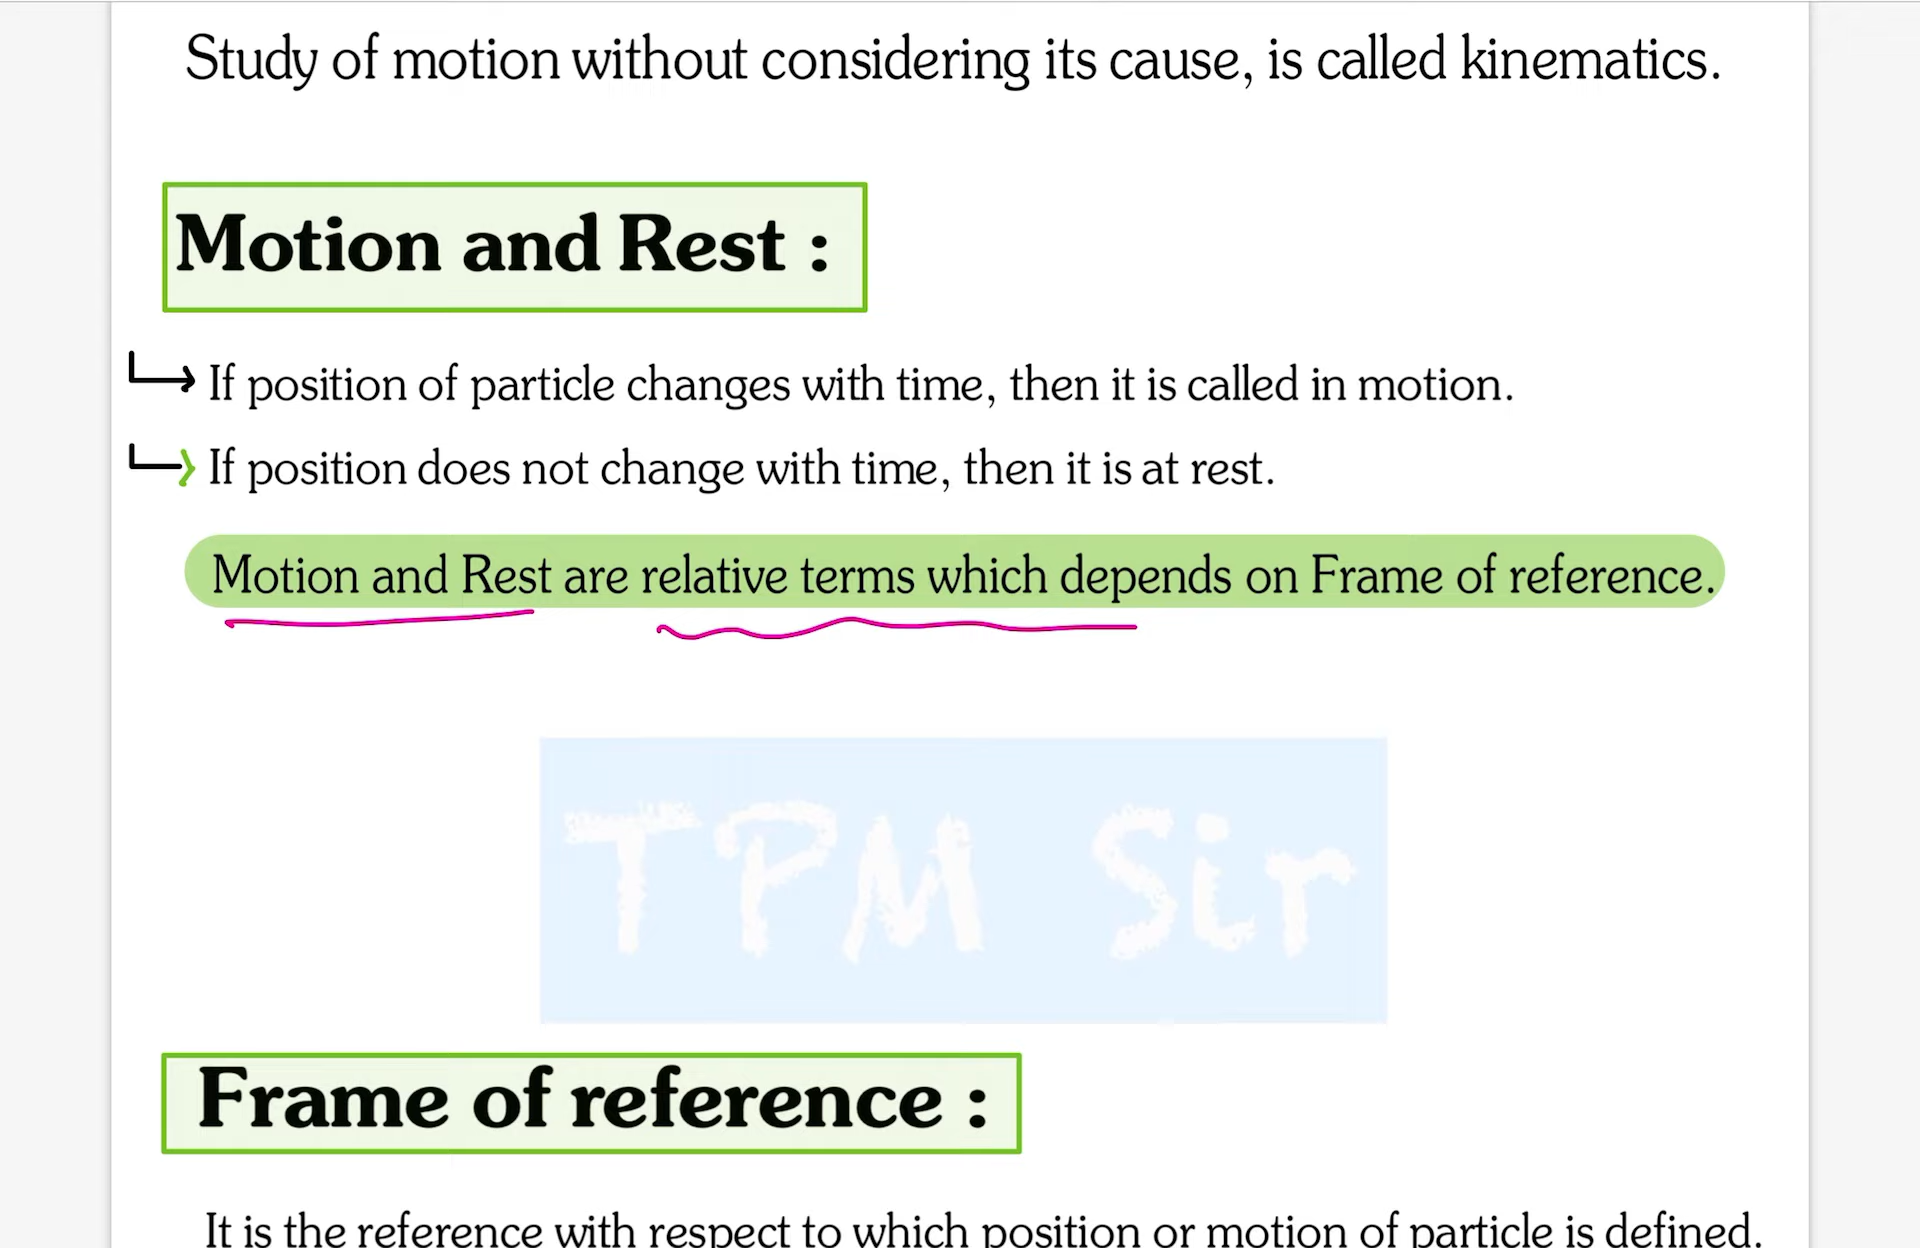 Study of motion without considering its cause, is called kinematics.
Motion and Rest :
If position of particle changes with time, then it is called in motion.
If position does not change with time, then it is at rest.
Motion and Rest are relative terms which depends on Frame of reference.
TPM Sir
Frame of reference :
It is the reference with respect to which position or motion of particle is defined.